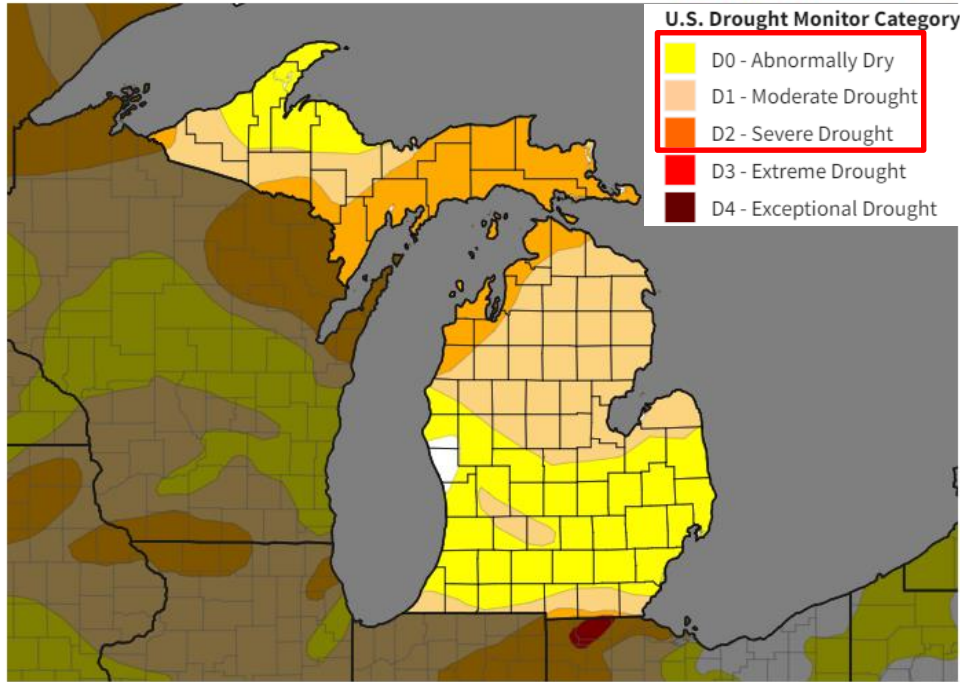 U.S. Drought Monitor Category
D0 - Abnormally Dry
D1 - Moderate Drought
D2 - Severe Drought
D3 - Extreme Drought
D4 - Exceptional Drought